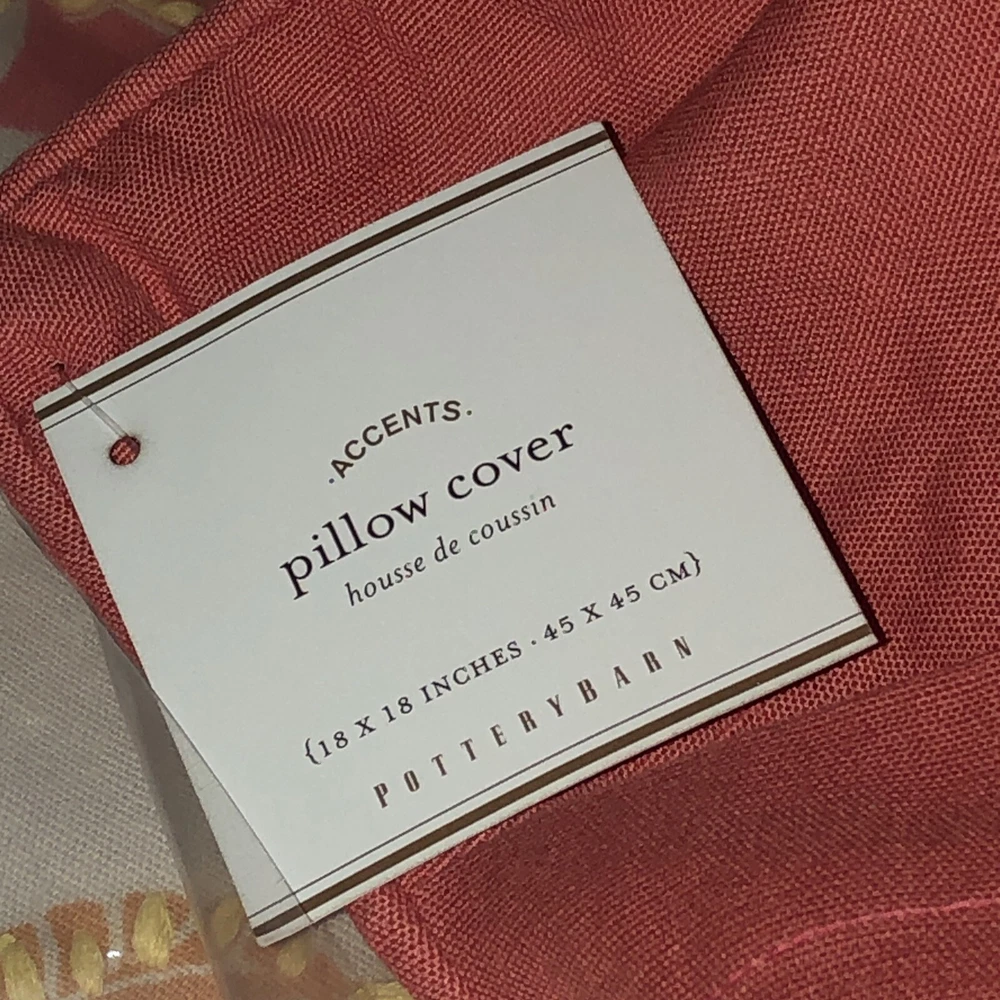 .ACCENTS.
pillow cover
housse de coussin
{18 X 18 INCHES · 45 X 45 CM}
POTTERYBARN